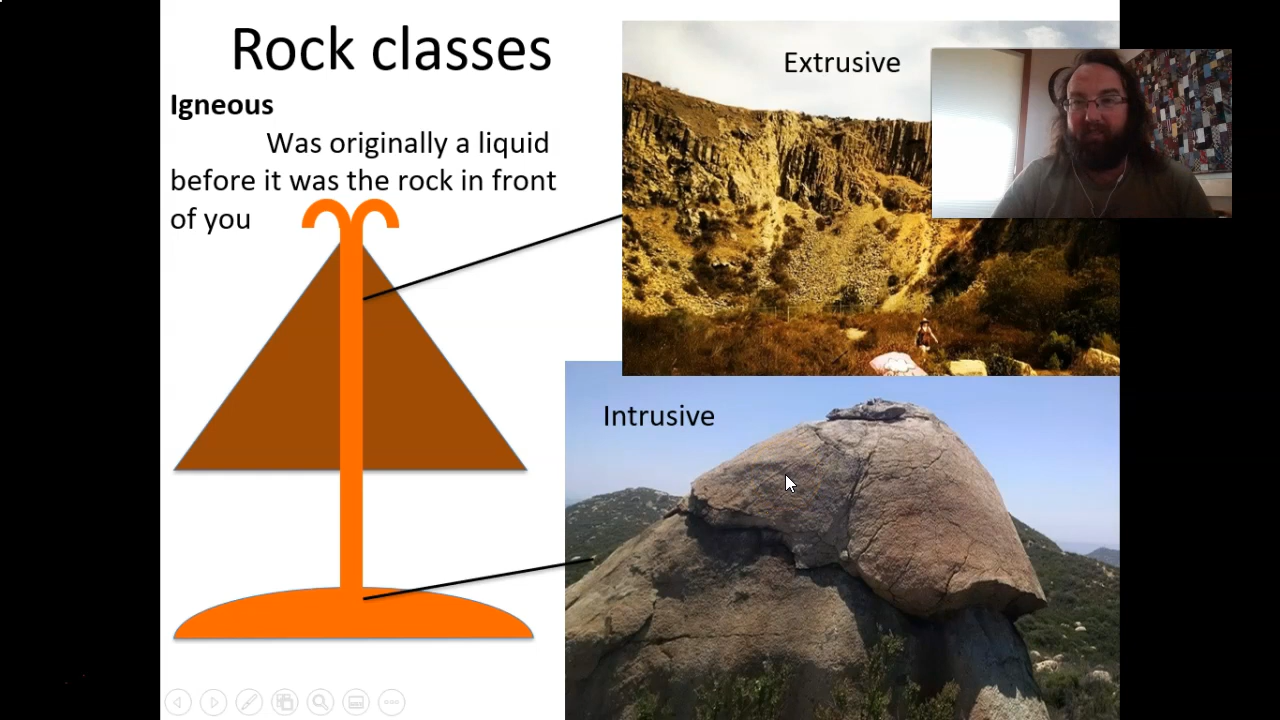 Rock classes
Igneous
Was originally a liquid
before it was the rock in front
of you
Extrusive
Intrusive